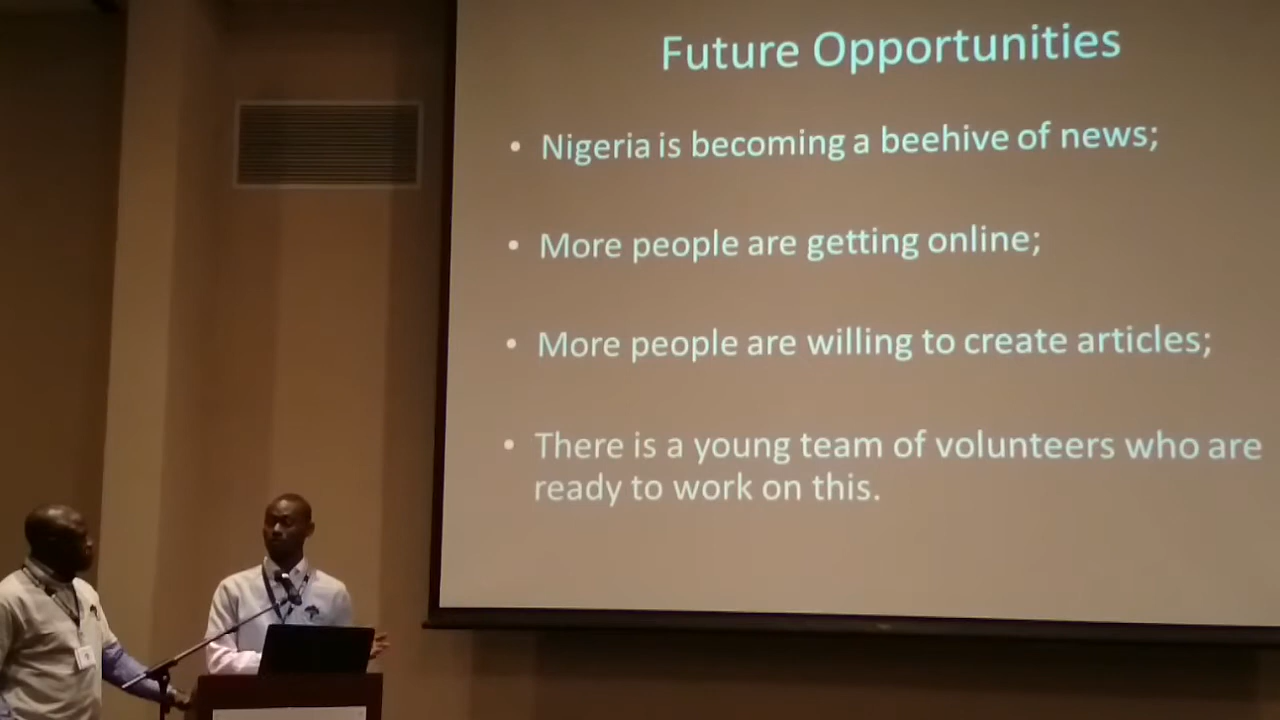 Future Opportunities
• Nigeria is becoming a beehive of news;
• More people are getting online;
• More people are willing to create articles;
• There is a young team of volunteers who are
ready to work on this.